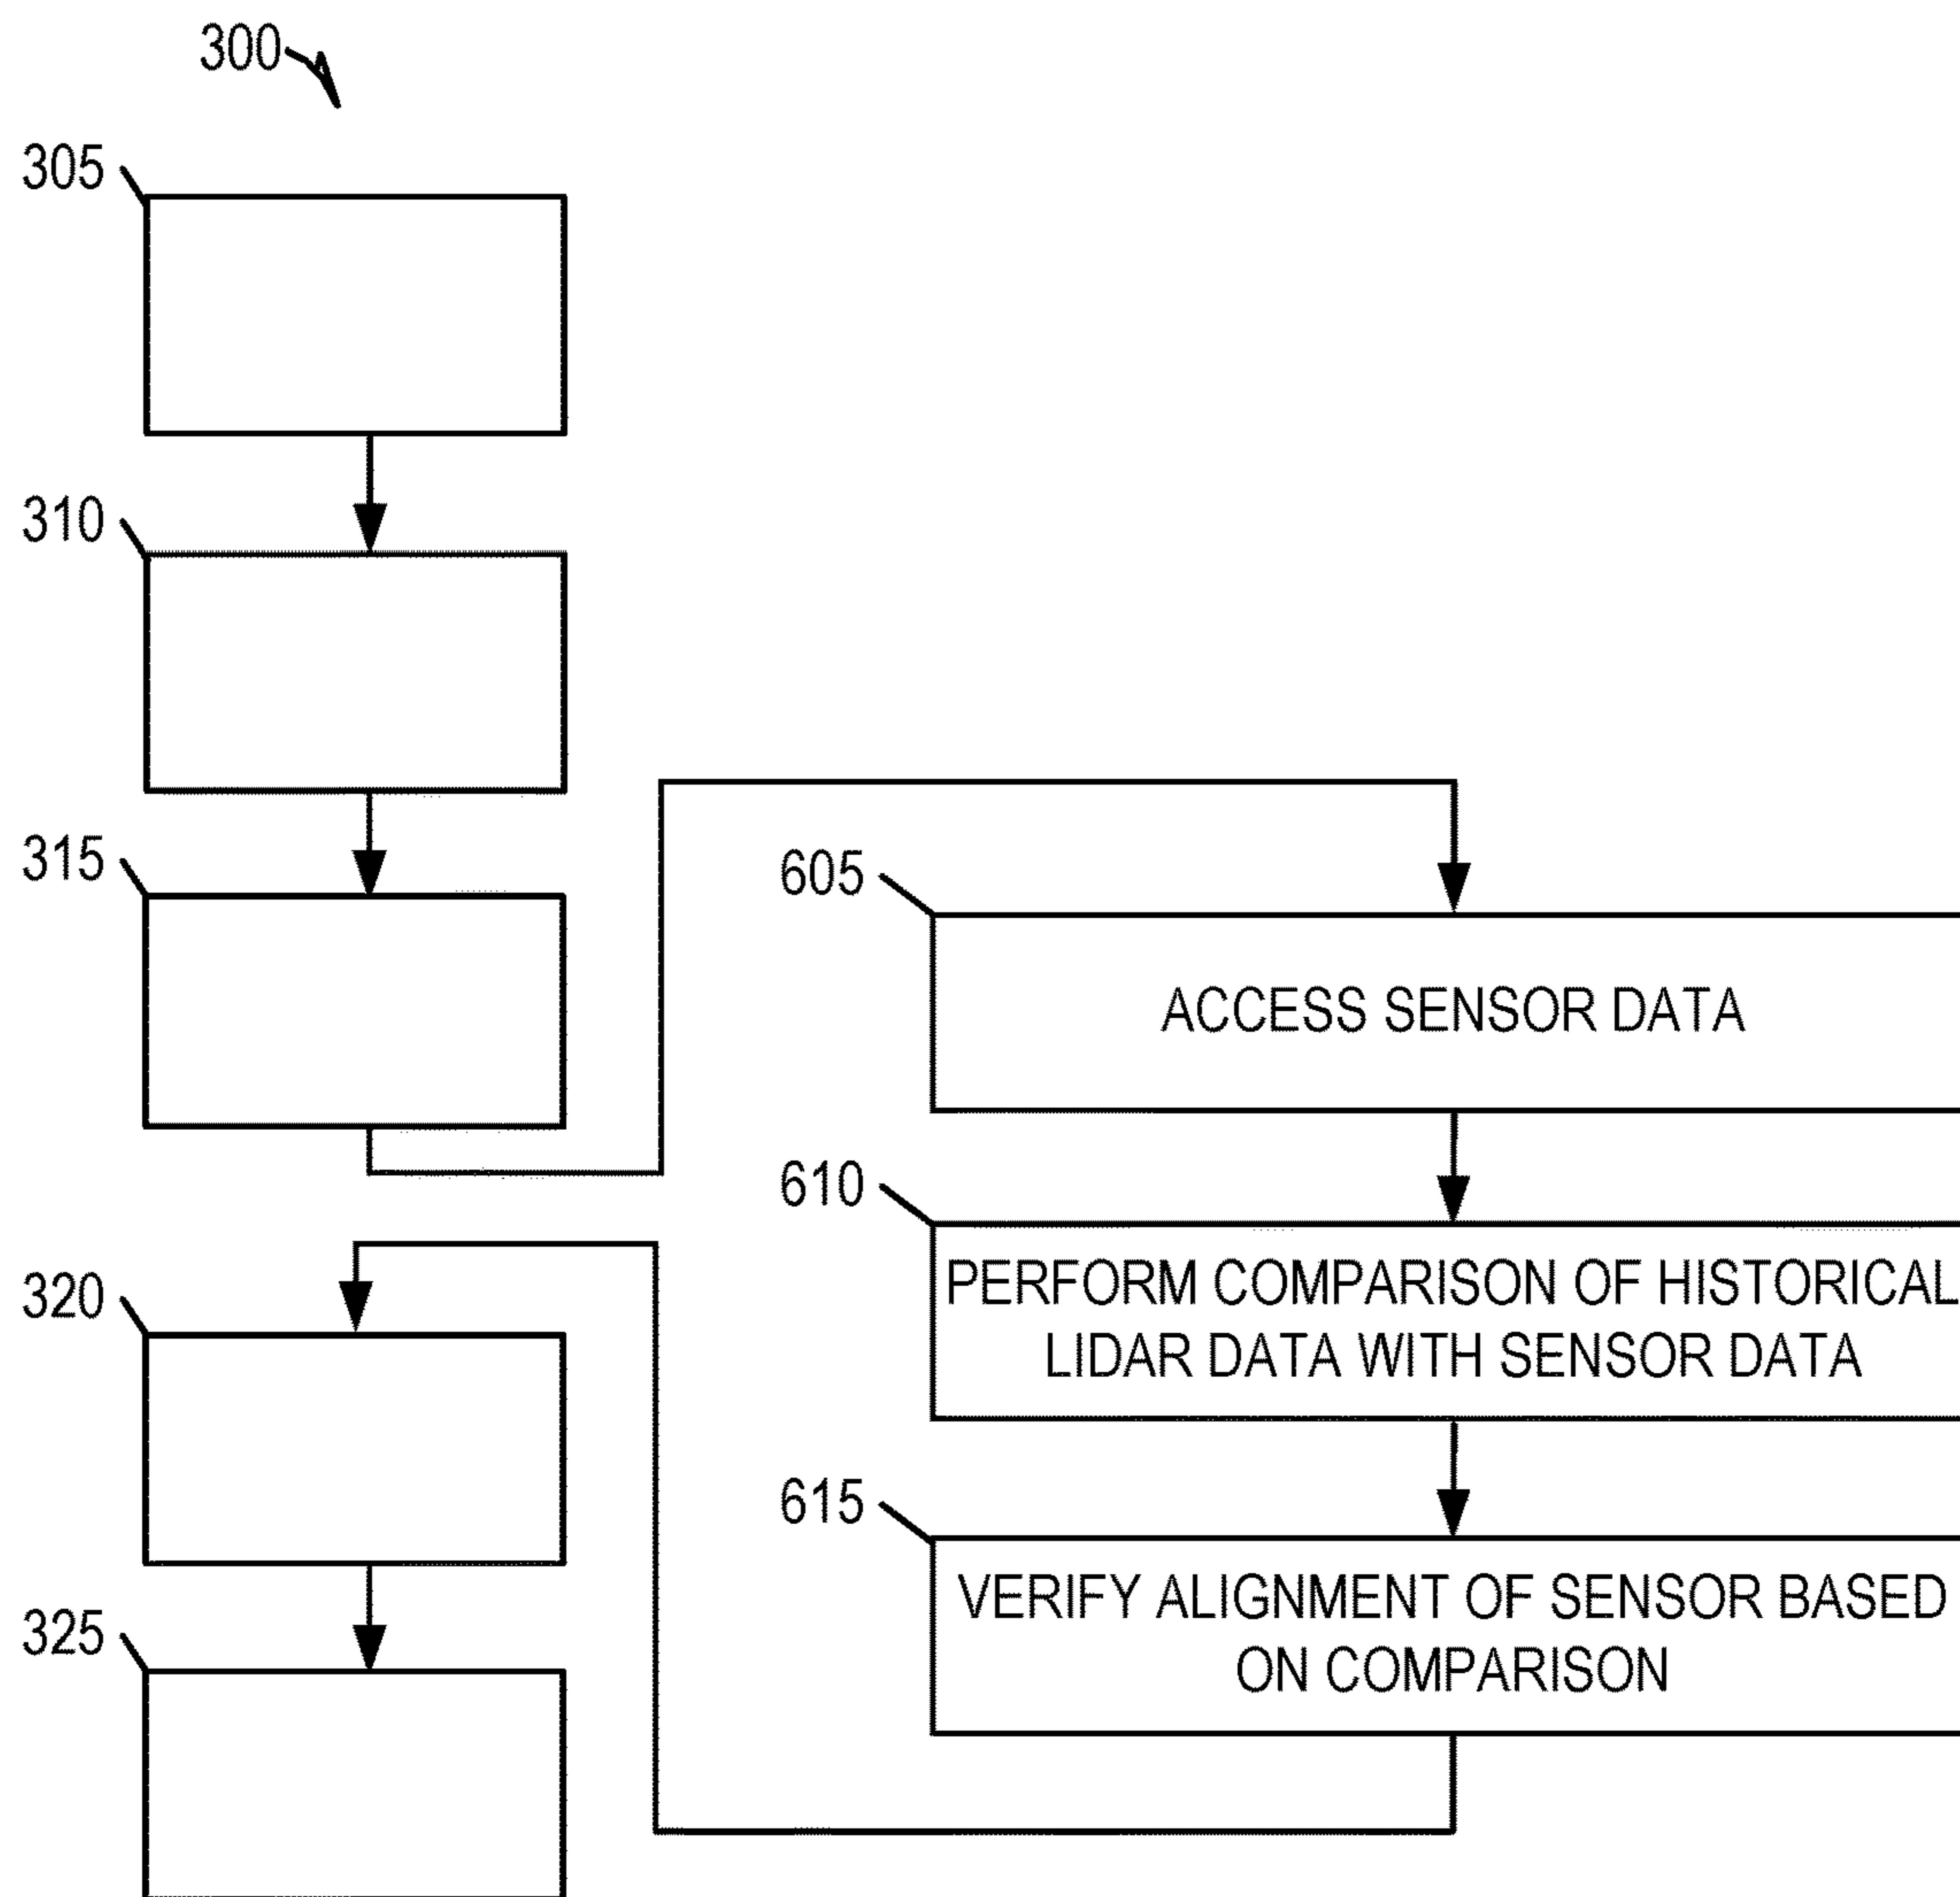 300
305
310
315
605
ACCESS SENSOR DATA
610
PERFORM COMPARISON OF HISTORICAL
LIDAR DATA WITH SENSOR DATA
320
615
VERIFY ALIGNMENT OF SENSOR BASED
ON COMPARISON
325